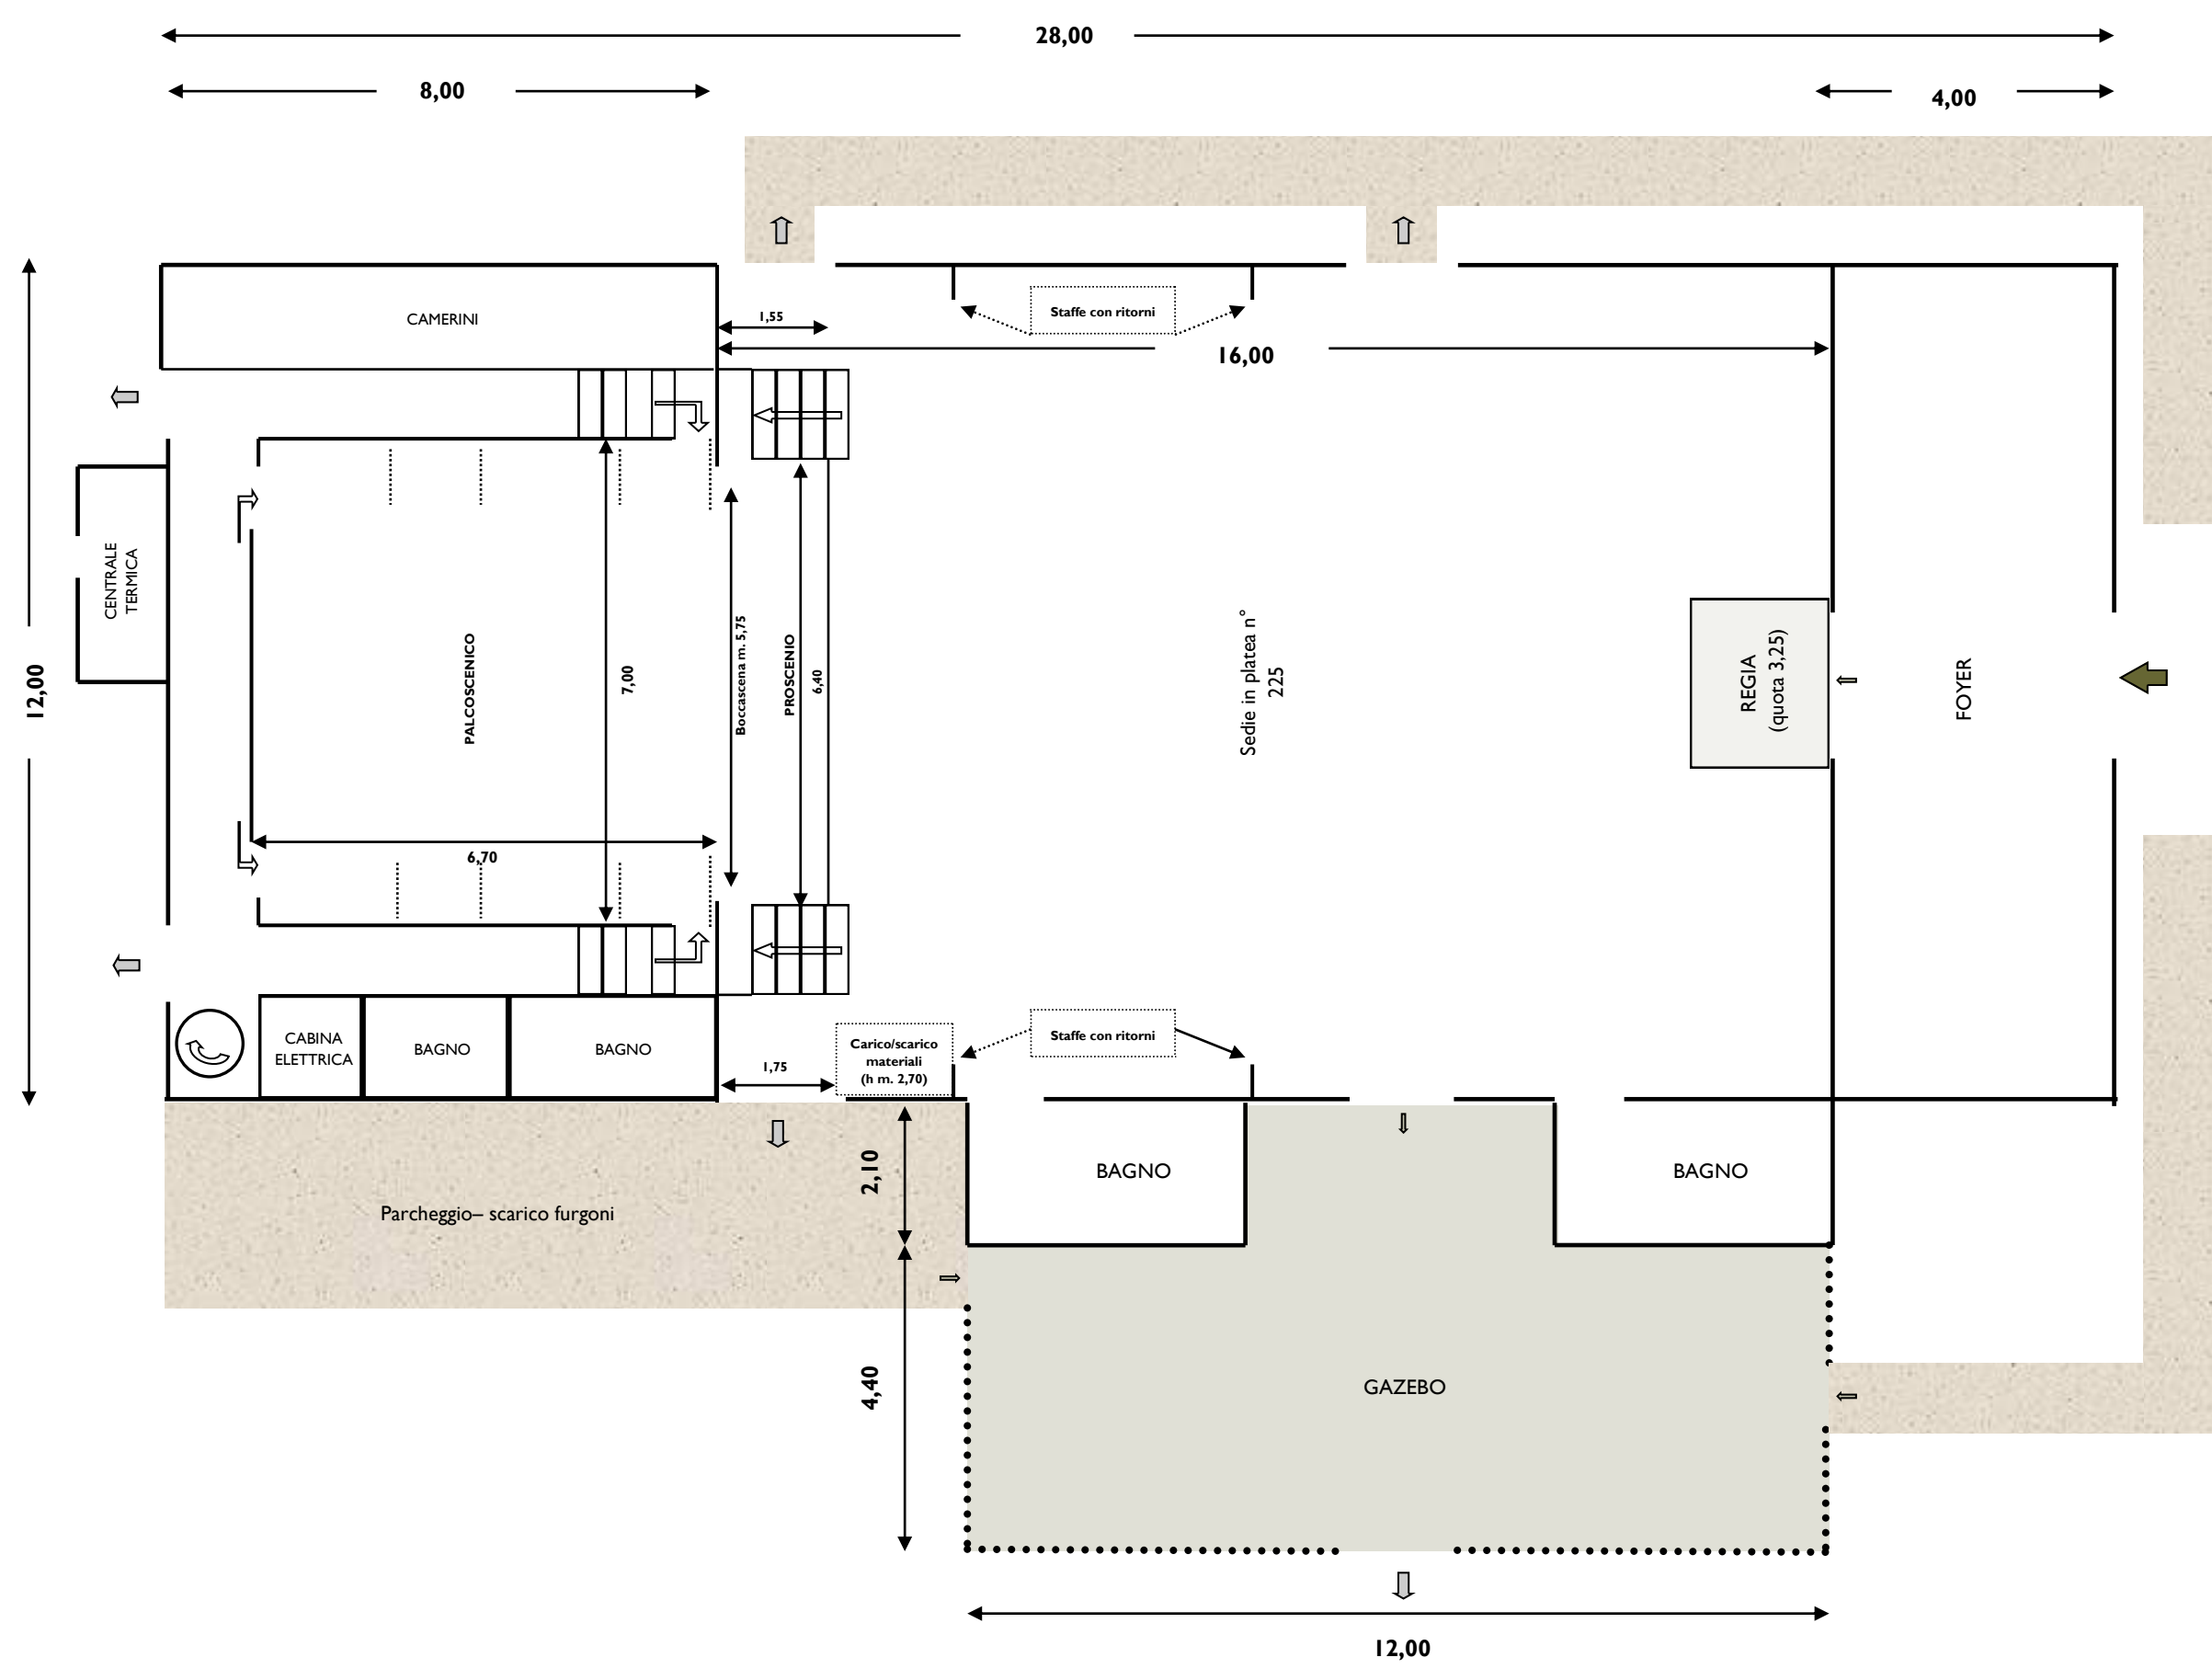 28,00
8,00
4,00
CAMERINI
1,55
Staffe con ritorni
16,00
12,00
CENTRALE
TERMICA
PALCOSCENICO
7,00
Boccascena m. 5,75
PROSCENIO
6,40
Sedie in platea n°
225
REGIA
(quota 3,25)
FOYER
6,70
CABINA
ELETTRICA
BAGNO
BAGNO
1,75
Carico/scarico
materiali
(h m. 2,70)
Staffe con ritorni
2,10
BAGNO
BAGNO
Parcheggio– scarico furgoni
4,40
GAZEBO
12,00